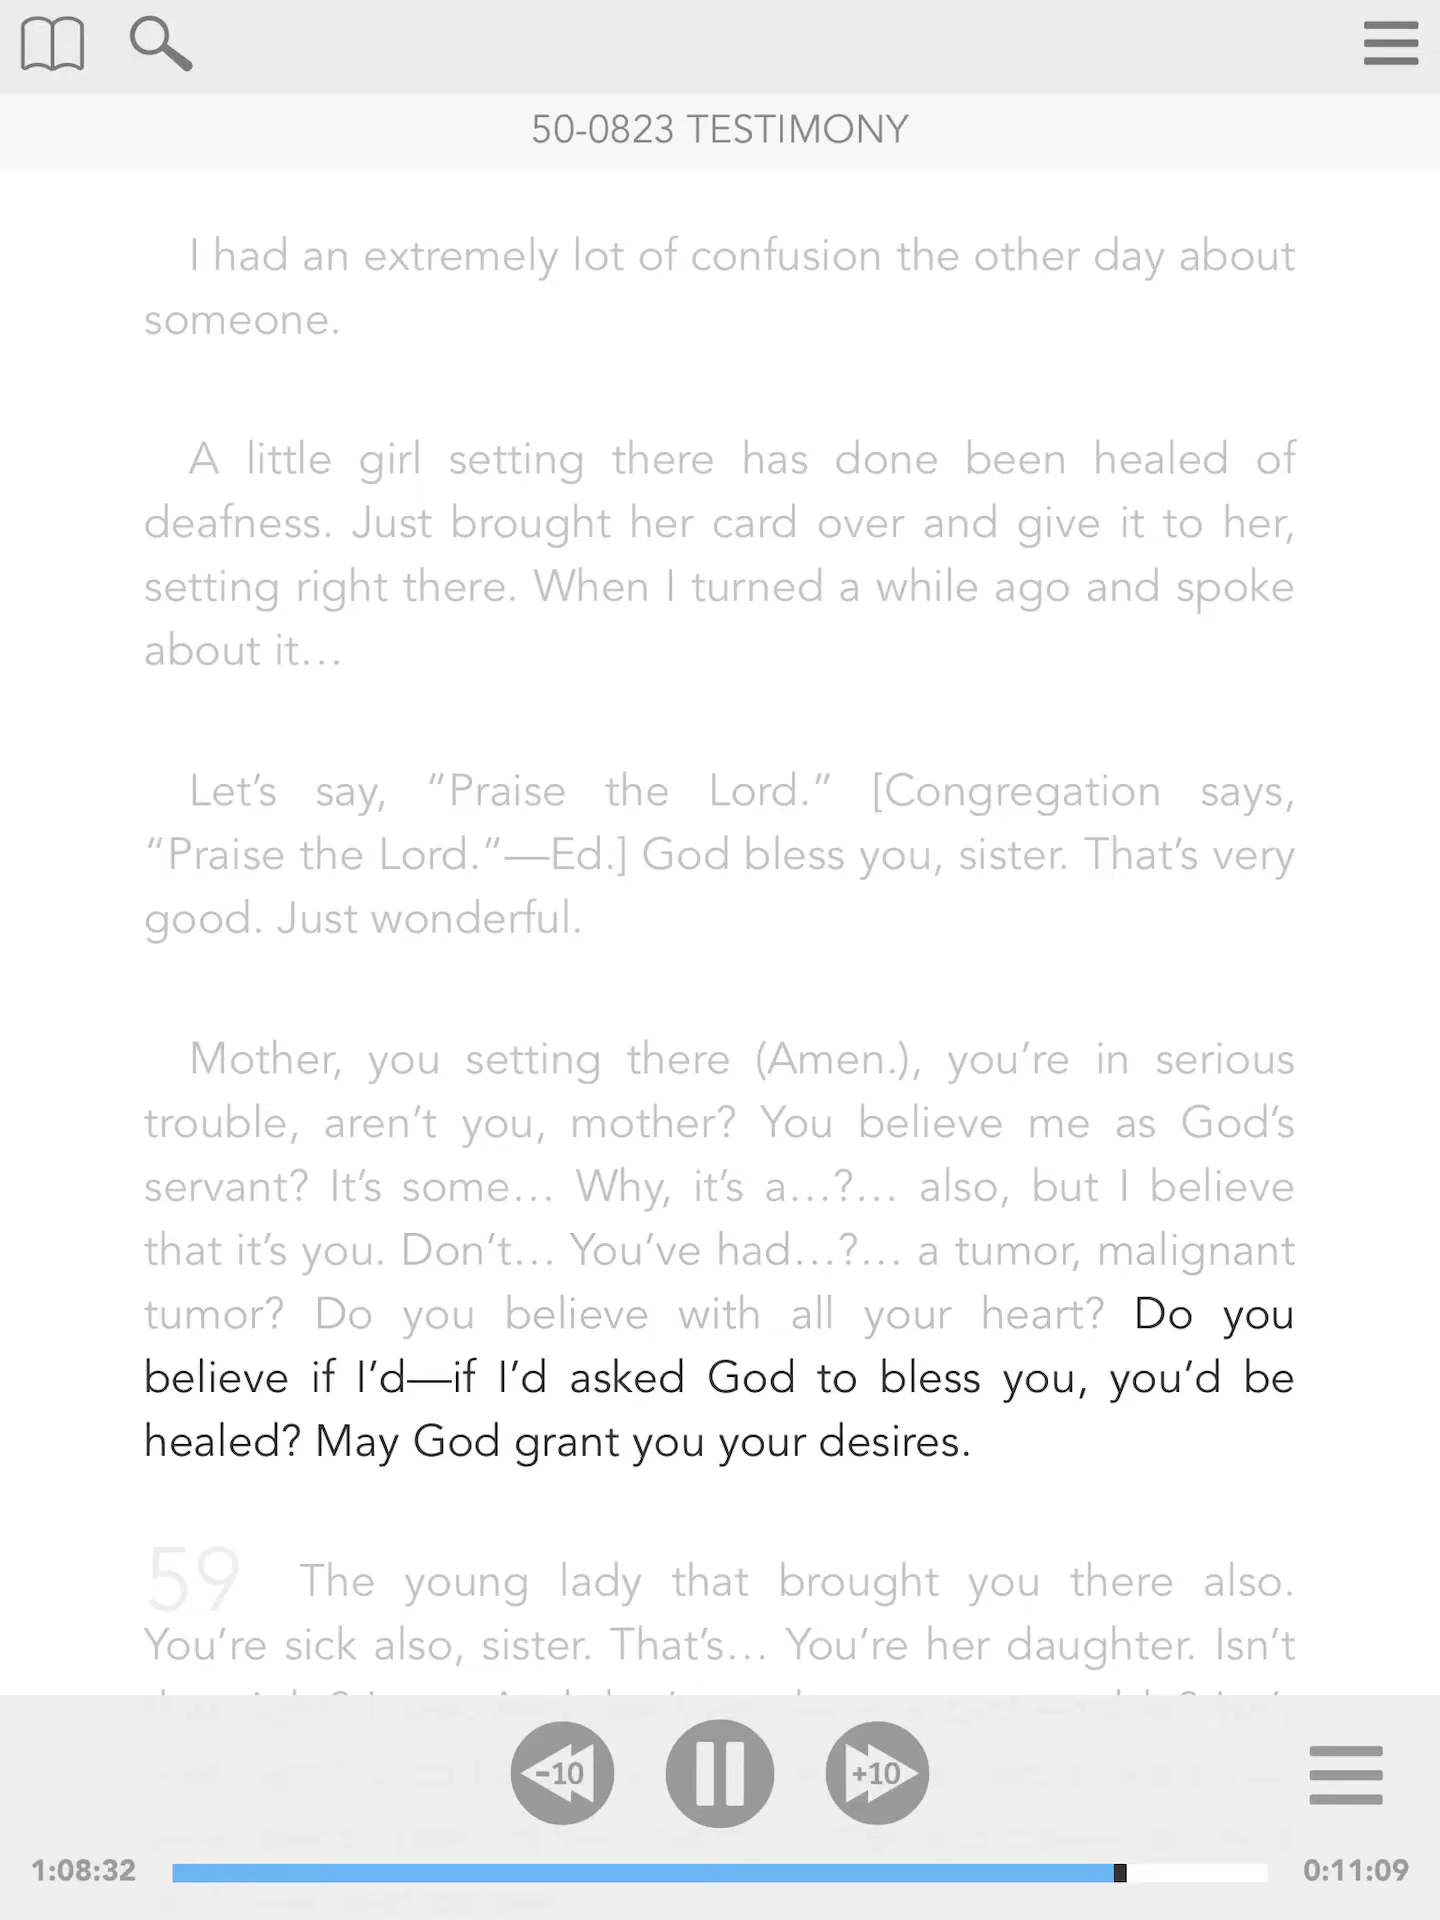 50-0823 TESTIMONY
I had an extremely lot of confusion the other day about
someone.
A little girl setting there has done been healed of
deafness. Just brought her card over and give it to her,
setting right there. When I turned a while ago and spoke
about it…
Let’s say, “Praise the Lord.” [Congregation says,
“Praise the Lord.”—Ed.] God bless you, sister. That’s very
good. Just wonderful.
Mother, you setting there (Amen.), you’re in serious
trouble, aren’t you, mother? You believe me as God’s
servant? It’s some… Why, it’s a…?… also, but I believe
that it’s you. Don’t… You’ve had…?… a tumor, malignant
tumor? Do you believe with all your heart? Do you
believe if I’d—if I’d asked God to bless you, you’d be
healed? May God grant you your desires.
59 The young lady that brought you there also.
You’re sick also, sister. That’s… You’re her daughter. Isn’t
-10 +10
1:08:32 0:11:09